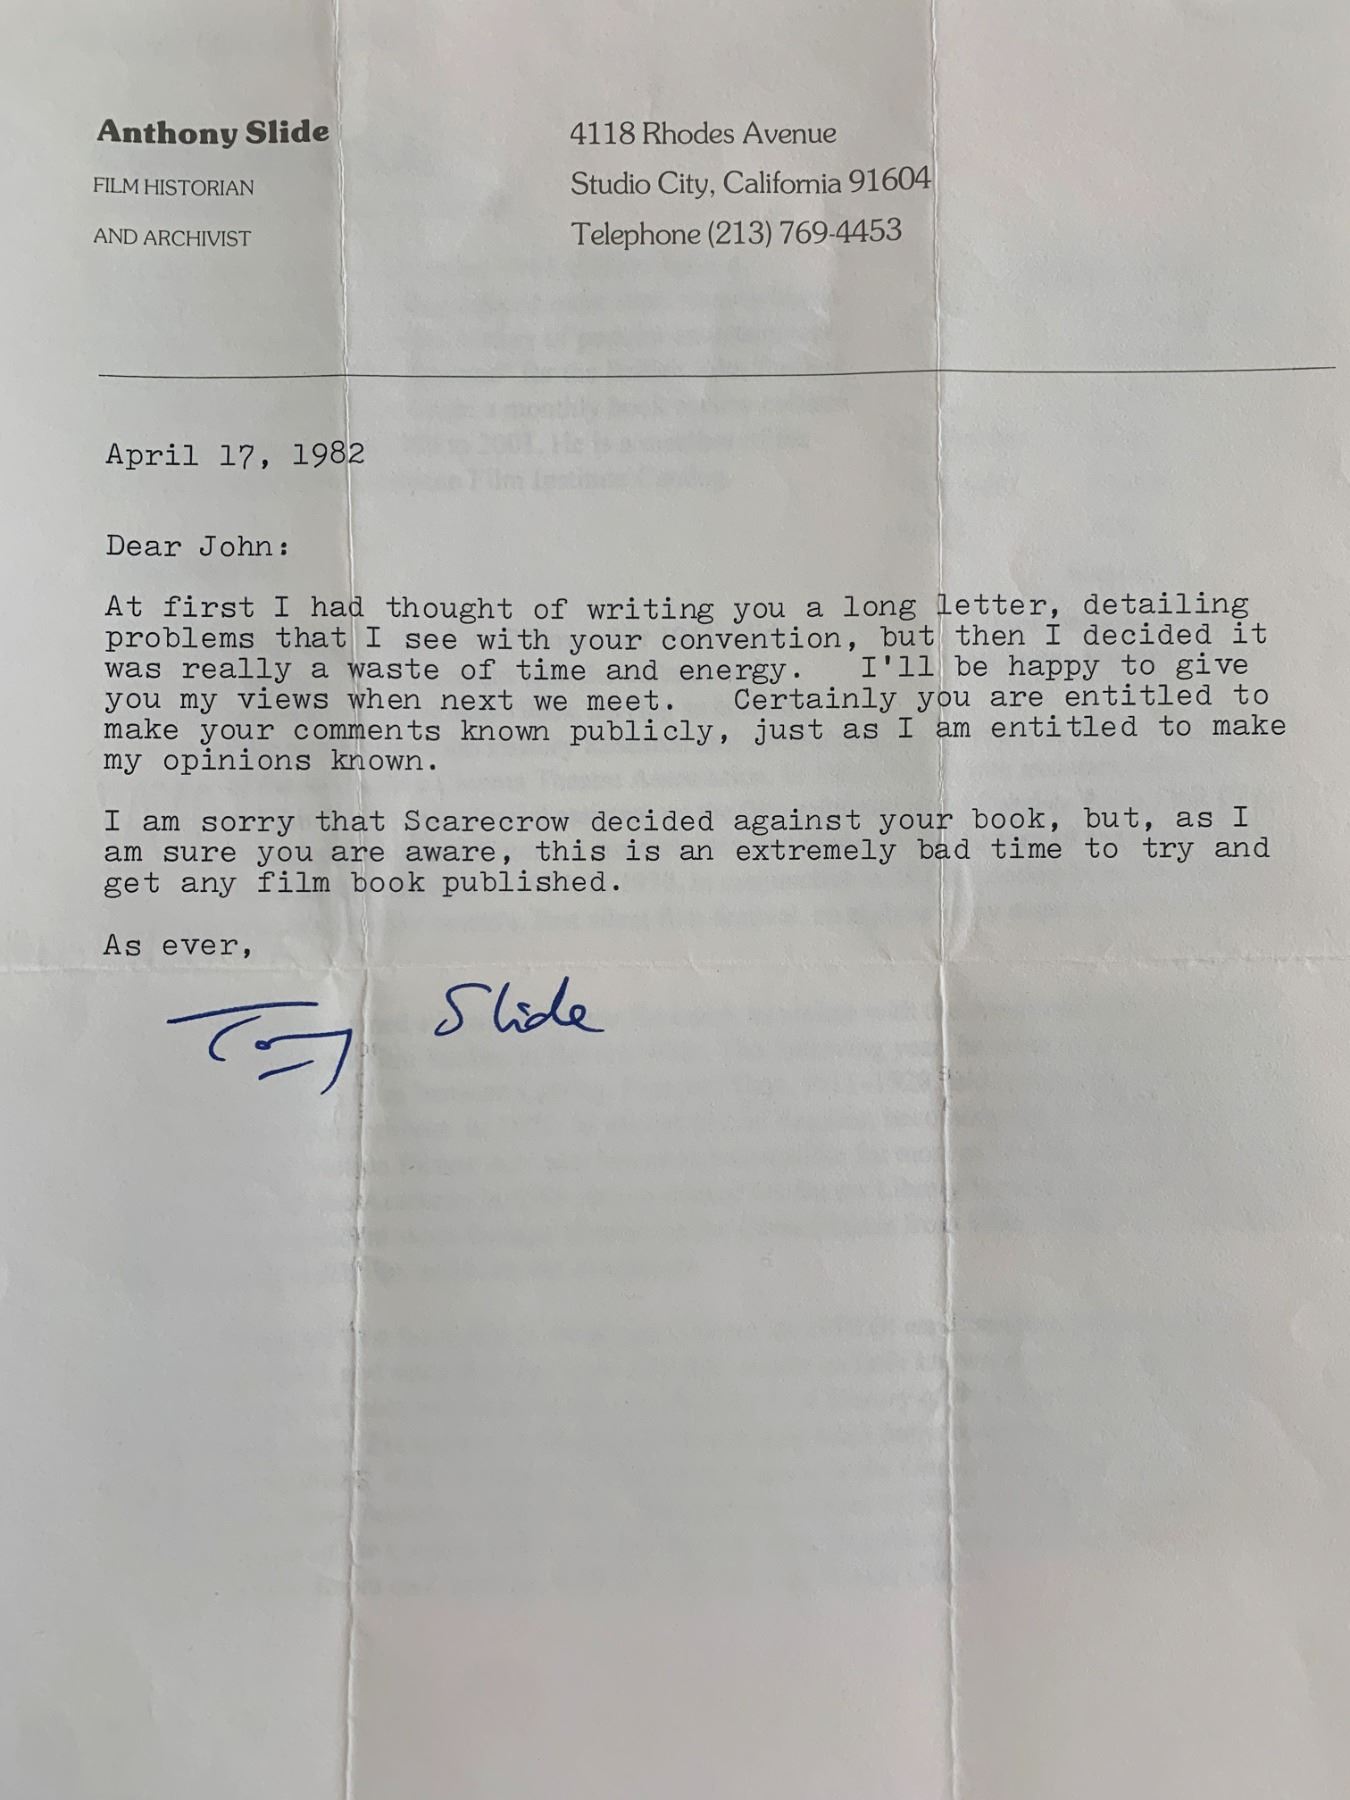 Anthony Slide
FILM HISTORIAN
AND ARCHIVIST
4118 Rhodes Avenue
Studio City, California 91604
Telephone (213) 769-4453
April 17, 1982
Dear John:
At first I had thought of writing you a long letter, detailing
problems that I see with your convention, but then I decided it
was really a waste of time and energy. I'll be happy to give
you my views when next we meet. Certainly you are entitled to
make your comments known publicly, just as I am entitled to make
my opinions known.
I am sorry that Scarecrow decided against your book, but, as I
am sure you are aware, this is an extremely bad time to try and
get any film book published.
As ever,
Tony Slide